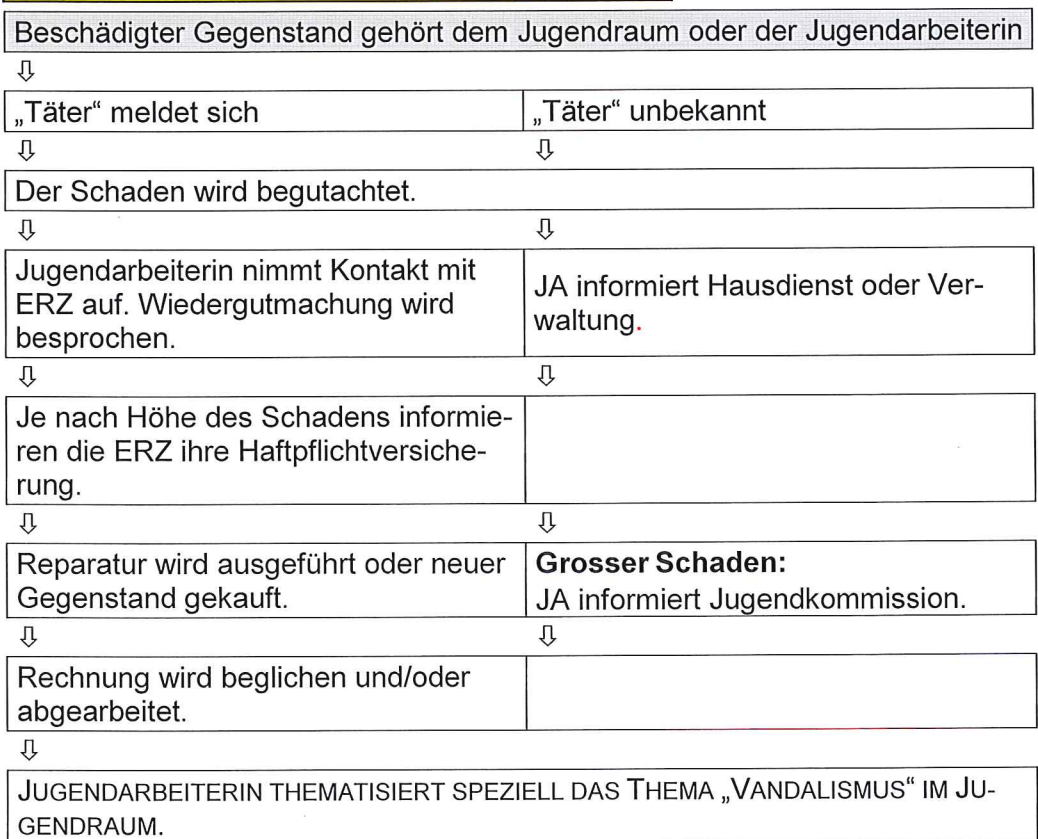 Beschädigter Gegenstand gehört dem Jugendraum oder der Jugendarbeiterin
⇩
„Täter“ meldet sich
„Täter“ unbekannt
⇩ ⇩
Der Schaden wird begutachtet.
⇩ ⇩
Jugendarbeiterin nimmt Kontakt mit
ERZ auf. Wiedergutmachung wird
besprochen.
JA informiert Hausdienst oder Ver-
waltung.
⇩ ⇩
Je nach Höhe des Schadens informie-
ren die ERZ ihre Haftpflichtversiche-
rung.
⇩ ⇩
Reparatur wird ausgeführt oder neuer
Gegenstand gekauft.
Grosser Schaden:
JA informiert Jugendkommission.
⇩ ⇩
Rechnung wird beglichen und/oder
abgearbeitet.
⇩
JUGENDARBEITERIN THEMATISIERT SPEZIELL DAS THEMA „VANDALISMUS“ IM JU-
GENDRAUM.